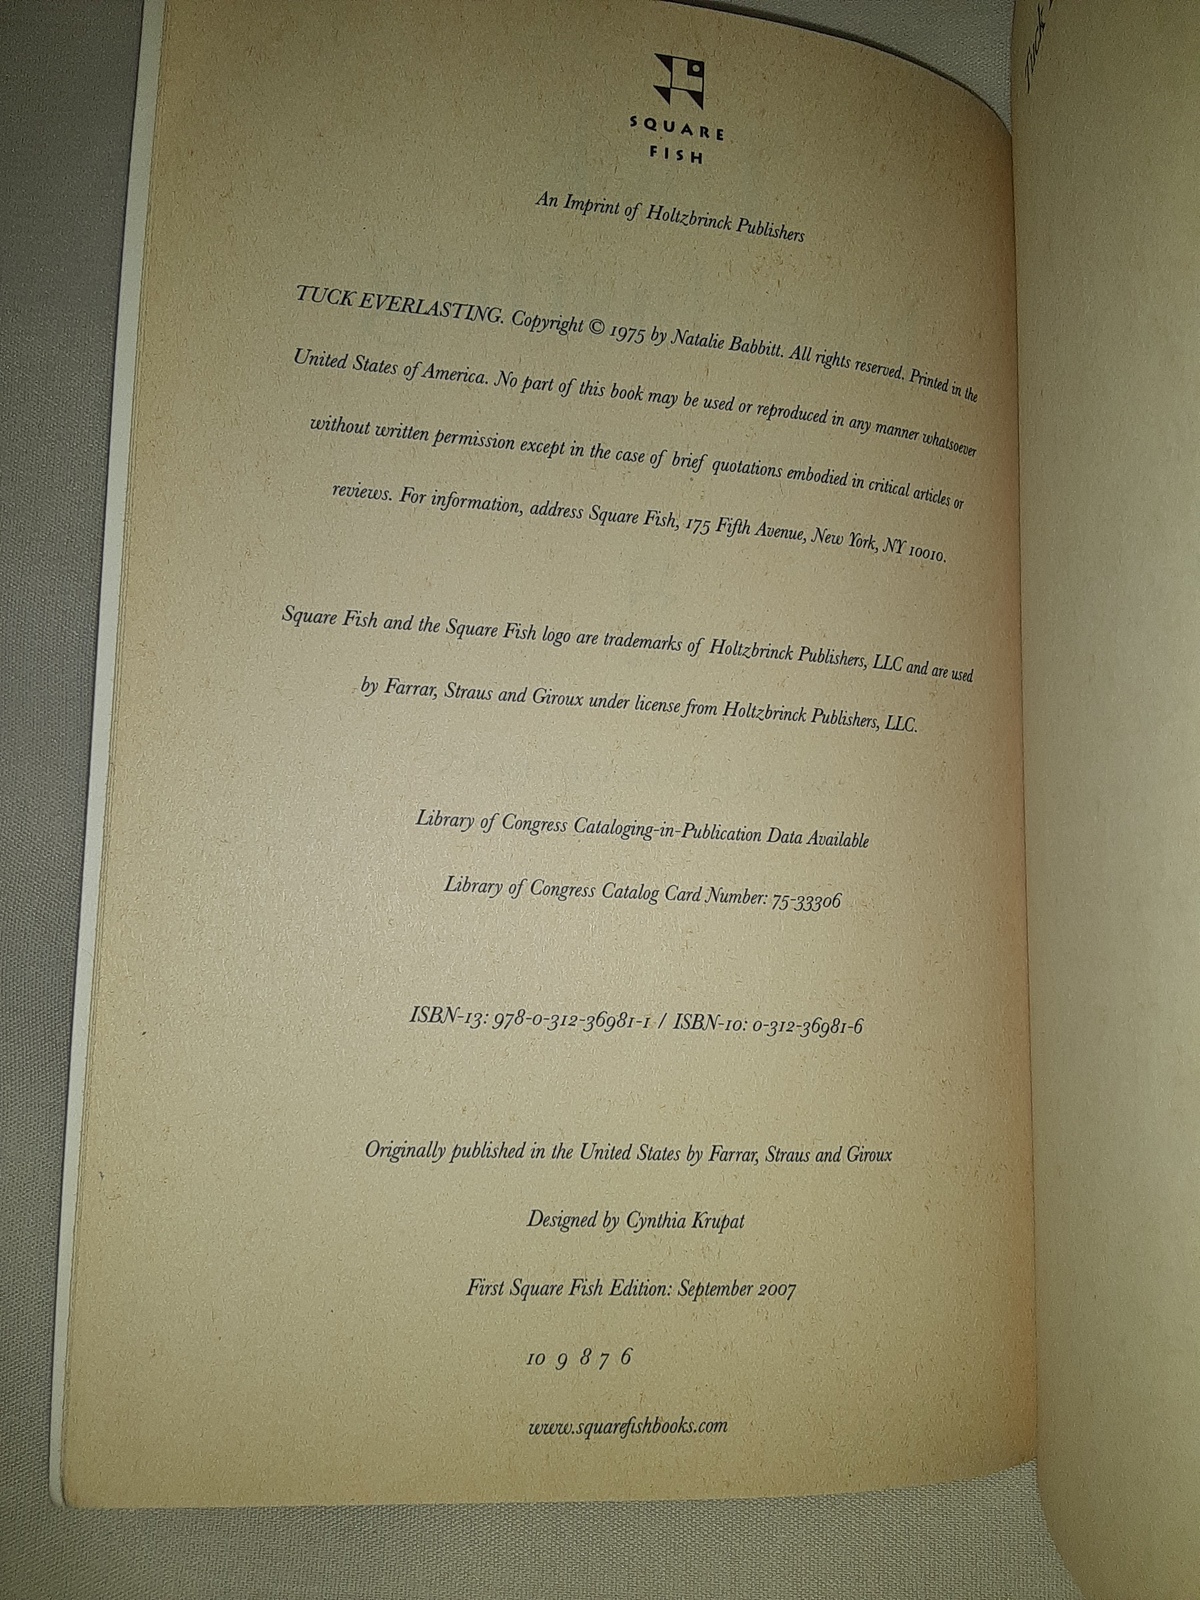 SQUARE
FISH
An Imprint of Holtzbrinck Publishers
TUCK EVERLASTING. Copyright © 1975 by Natalie Babbitt. All rights reserved. Printed in the
United States of America. No part of this book may be used or reproduced in any manner whatsoever
without written permission except in the case of brief quotations embodied in critical articles or
reviews. For information, address Square Fish, 175 Fifth Avenue, New York, NY 10010.
Square Fish and the Square Fish logo are trademarks of Holtzbrinck Publishers, LLC and are used
by Farrar, Straus and Giroux under license from Holtzbrinck Publishers, LLC.
Library of Congress Cataloging-in-Publication Data Available
Library of Congress Catalog Card Number: 75-33306
ISBN-13: 978-0-312-36981-1 / ISBN-10: 0-312-36981-6
Originally published in the United States by Farrar, Straus and Giroux
Designed by Cynthia Krupat
First Square Fish Edition: September 2007
10 9 8 7 6
www.squarefishbooks.com
TUCK